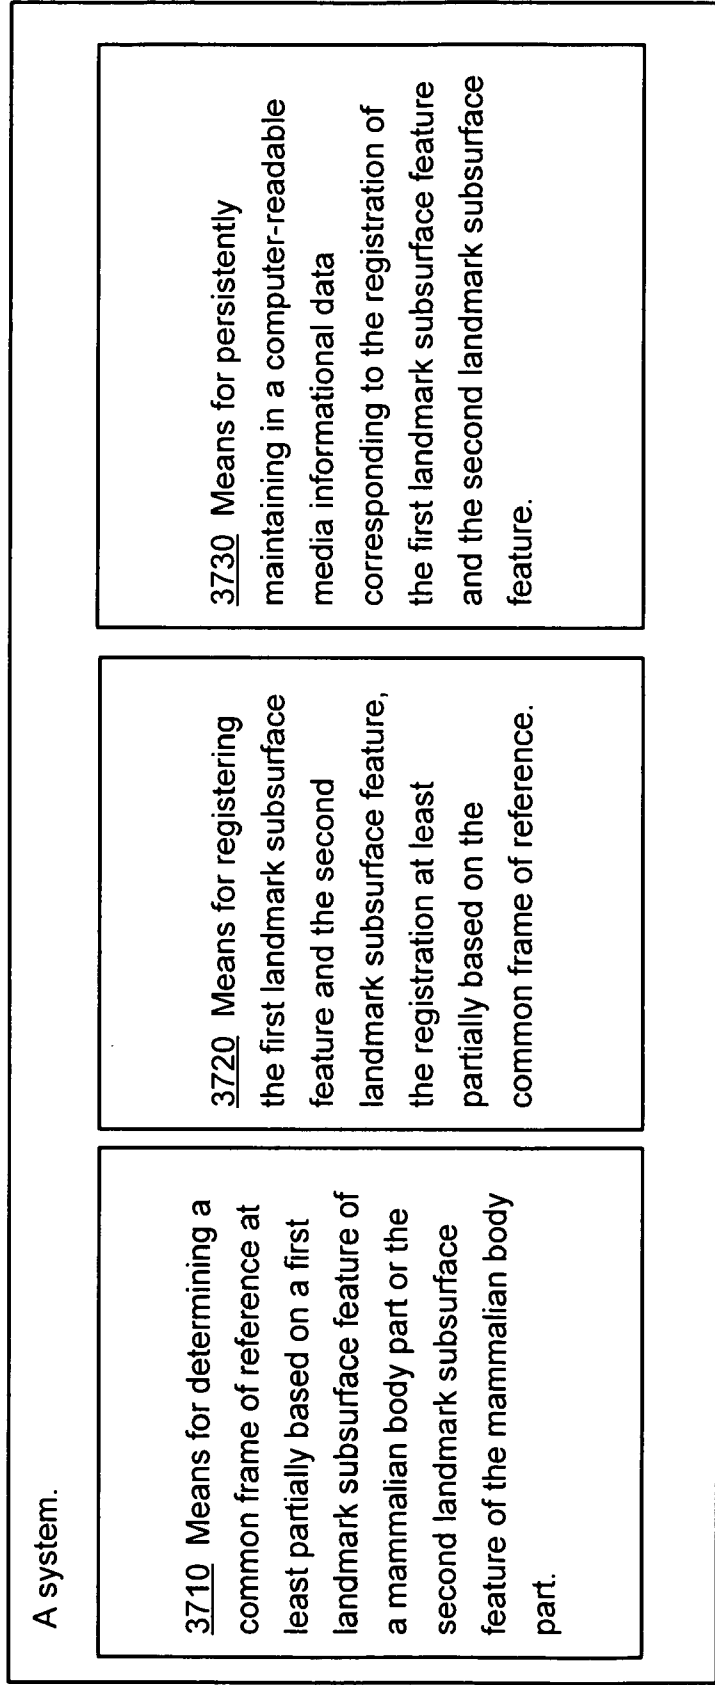 A system.
3710 Means for determining a
common frame of reference at
least partially based on a first
landmark subsurface feature of
a mammalian body part or the
second landmark subsurface
feature of the mammalian body
part.
3720 Means for registering
the first landmark subsurface
feature and the second
landmark subsurface feature,
the registration at least
partially based on the
common frame of reference.
3730 Means for persistently
maintaining in a computer-readable
media informational data
corresponding to the registration of
the first landmark subsurface feature
and the second landmark subsurface
feature.